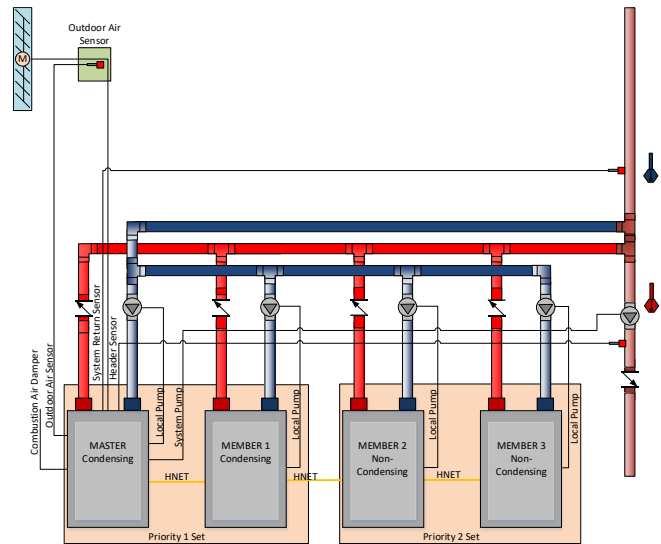 Outdoor Air
Sensor
M
Combustion Air Damper
Outdoor Air Sensor
System Return Sensor
Header Sensor
Local Pump
System Pump
Local Pump
Local Pump
Local Pump
MASTER
Condensing
MEMBER 1
Condensing
MEMBER 2
Non-
Condensing
MEMBER 3
Non-
Condensing
HNET
HNET
HNET
Priority 1 Set
Priority 2 Set